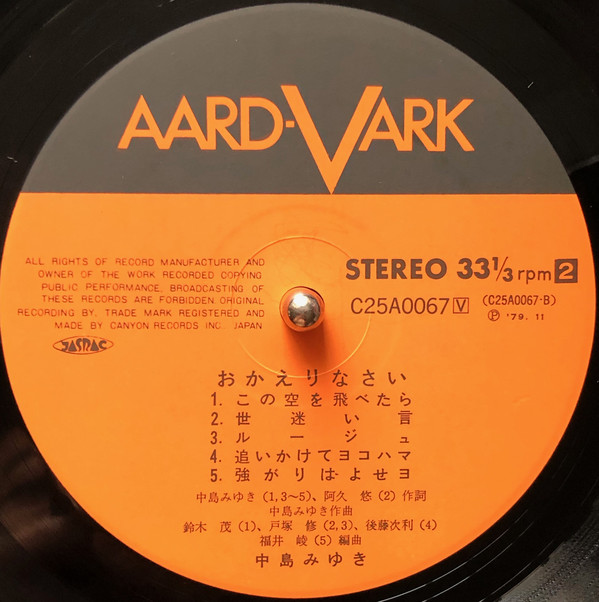 AARD-VARK
ALL RIGHTS OF RECORD MANUFACTURER AND
OWNER OF THE WORK RECORDED COPYING
PUBLIC PERFORMANCE, BROADCASTING OF
THESE RECORDS ARE FORBIDDEN ORIGINAL
RECORDING BY. TRADE MARK REGISTERED AND
MADE BY CANYON RECORDS INC. JAPAN
JASRAC
STEREO 33 1/3 rpm 2
C25A0067 V (C25A0067-B)
Ⓟ '79. 11
おかえりなさい
1. この空を飛べたら
2. 世迷い言
3. ルージュ
4. 追いかけてヨコハマ
5. 強がりはよせヨ
中島みゆき (1,3~5)、阿久 悠 (2) 作詞
中島みゆき作曲
鈴木 茂 (1)、戸塚 修 (2,3)、後藤次利 (4)
福井 崚 (5) 編曲
中島みゆき